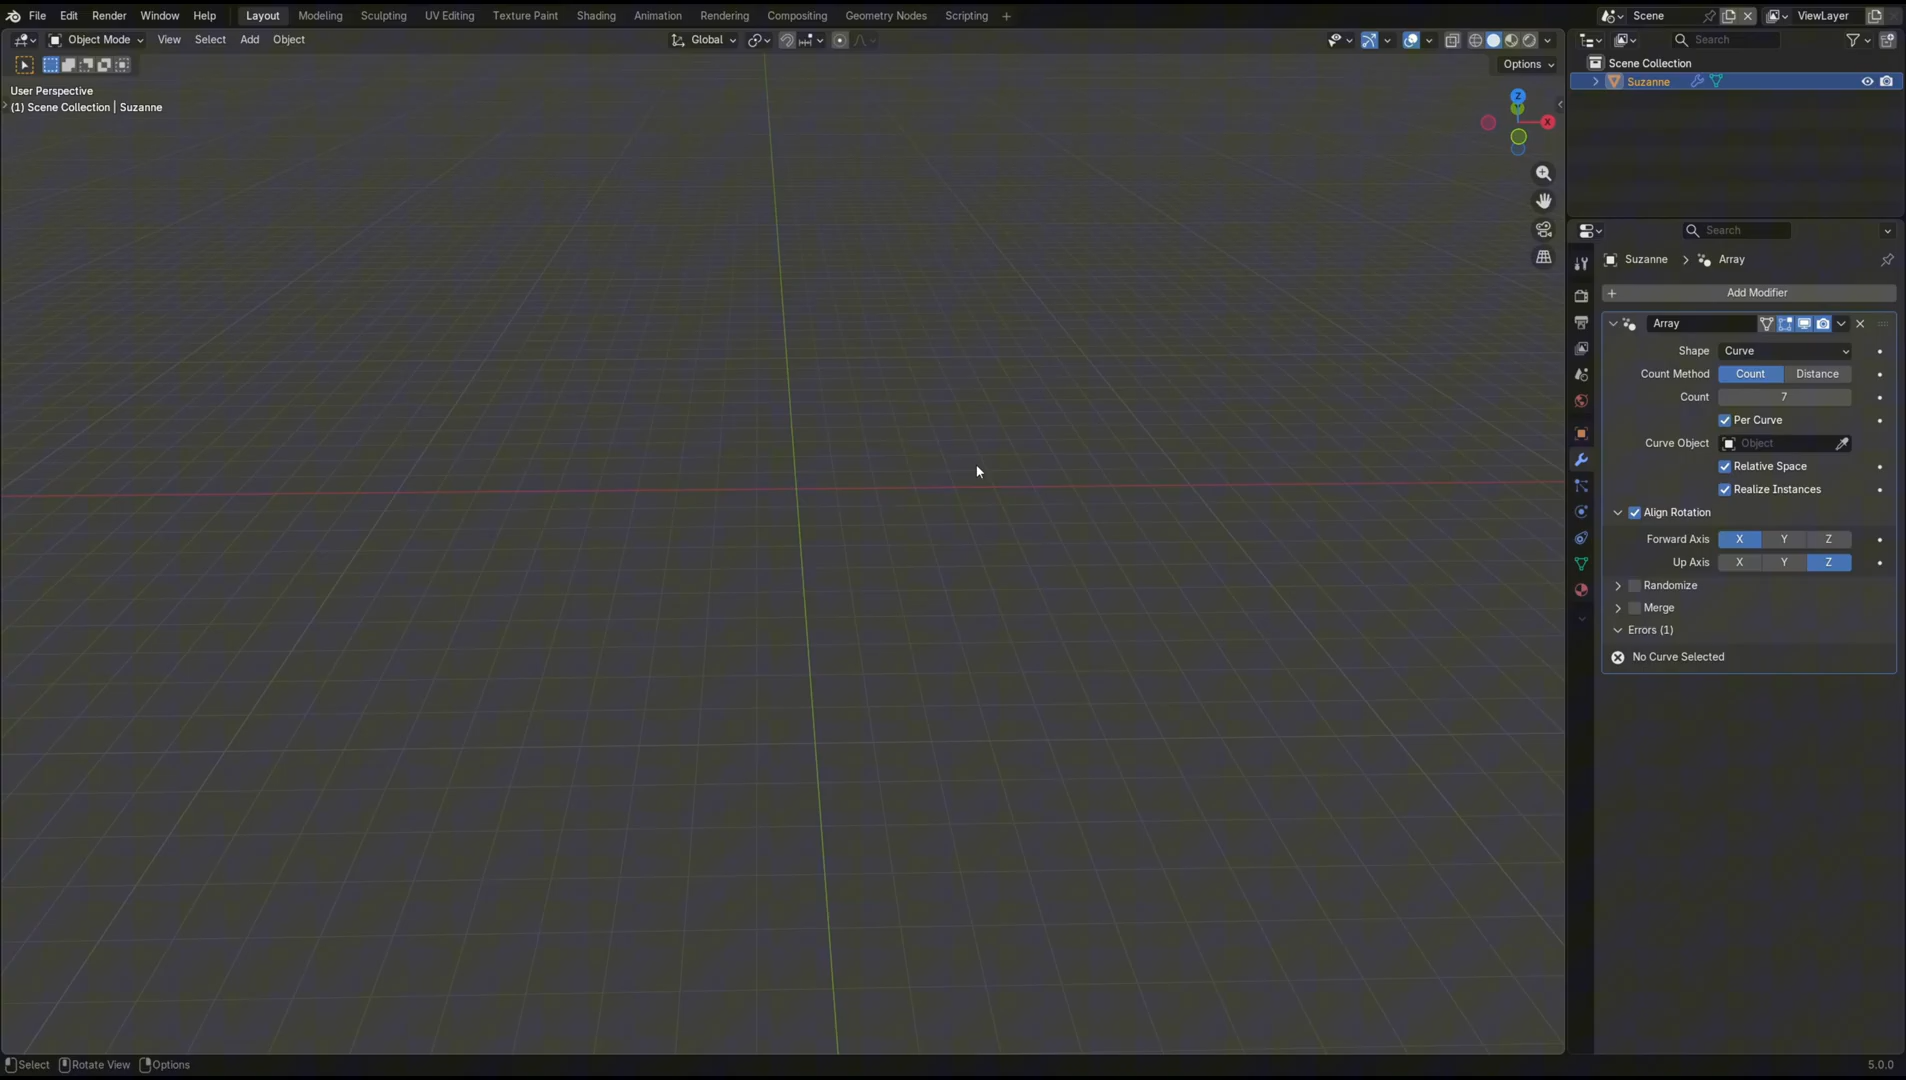 File Edit Render Window Help Layout Modeling Sculpting UV Editing Texture Paint Shading Animation Rendering Compositing Geometry Nodes Scripting + Scene ViewLayer
Object Mode View Select Add Object Global Search
Options
User Perspective
(1) Scene Collection | Suzanne
Scene Collection
Suzanne
Z
X
Search
Suzanne > Array
+ Add Modifier
Array
Shape Curve
Count Method Count Distance
Count 7
Per Curve
Curve Object Object
Relative Space
Realize Instances
Align Rotation
Forward Axis X Y Z
Up Axis X Y Z
Randomize
Merge
Errors (1)
No Curve Selected
Select Rotate View Options 5.0.0